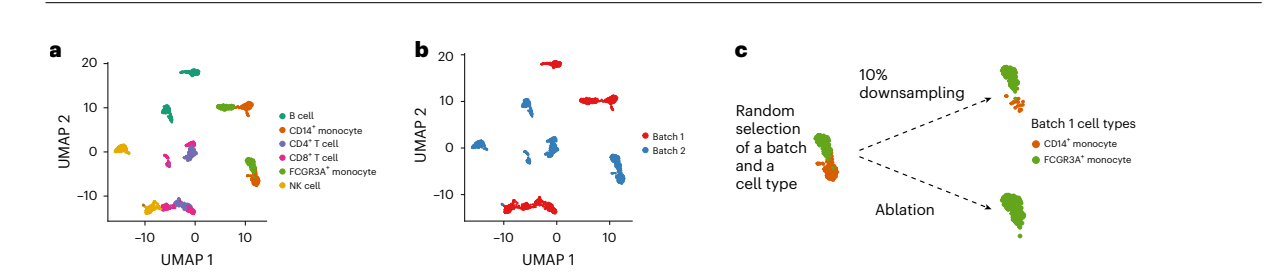 a
UMAP 2
20
10
0
–10
–10
0
10
UMAP 1
B cell
CD14⁺ monocyte
CD4⁺ T cell
CD8⁺ T cell
FCGR3A⁺ monocyte
NK cell
b
UMAP 2
20
10
0
–10
–10
0
10
UMAP 1
Batch 1
Batch 2
c
Random
selection
of a batch
and a
cell type
10%
downsampling
Ablation
Batch 1 cell types
CD14⁺ monocyte
FCGR3A⁺ monocyte